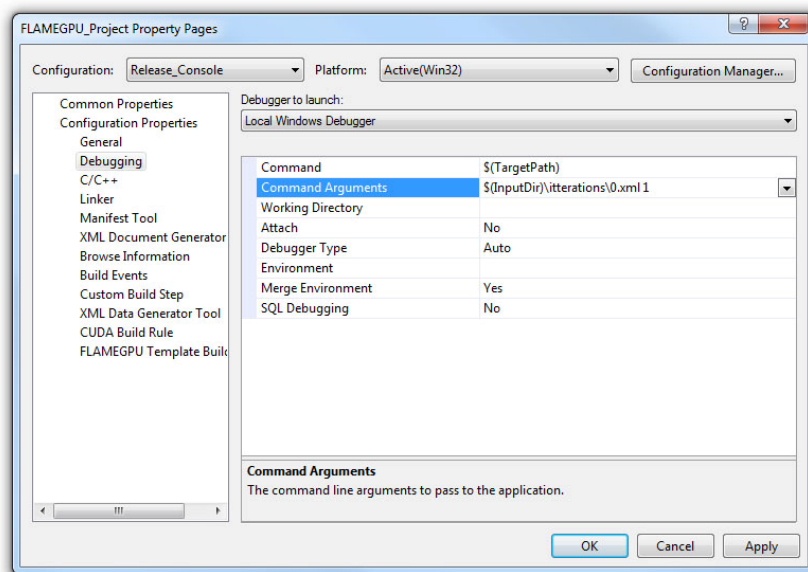 FLAMEGPU_Project Property Pages
Configuration: Release_Console Platform: Active(Win32) Configuration Manager...
Common Properties
Configuration Properties
General
Debugging
C/C++
Linker
Manifest Tool
XML Document Generator
Browse Information
Build Events
Custom Build Step
XML Data Generator Tool
CUDA Build Rule
FLAMEGPU Template Build
Debugger to launch:
Local Windows Debugger
Command $(TargetPath)
Command Arguments $(InputDir)\itterations\0.xml 1
Working Directory
Attach No
Debugger Type Auto
Environment
Merge Environment Yes
SQL Debugging No
Command Arguments
The command line arguments to pass to the application.
OK Cancel Apply